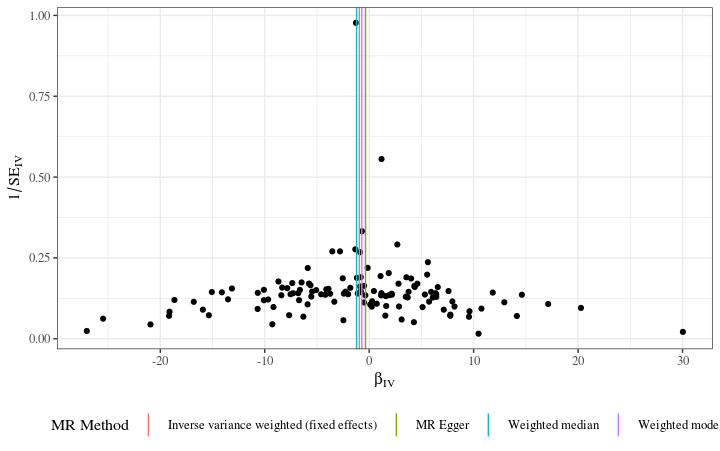 1.00
0.75
0.50
0.25
0.00
1/SE_IV
-20
-10
0
10
20
30
β_IV
MR Method
Inverse variance weighted (fixed effects)
MR Egger
Weighted median
Weighted mode